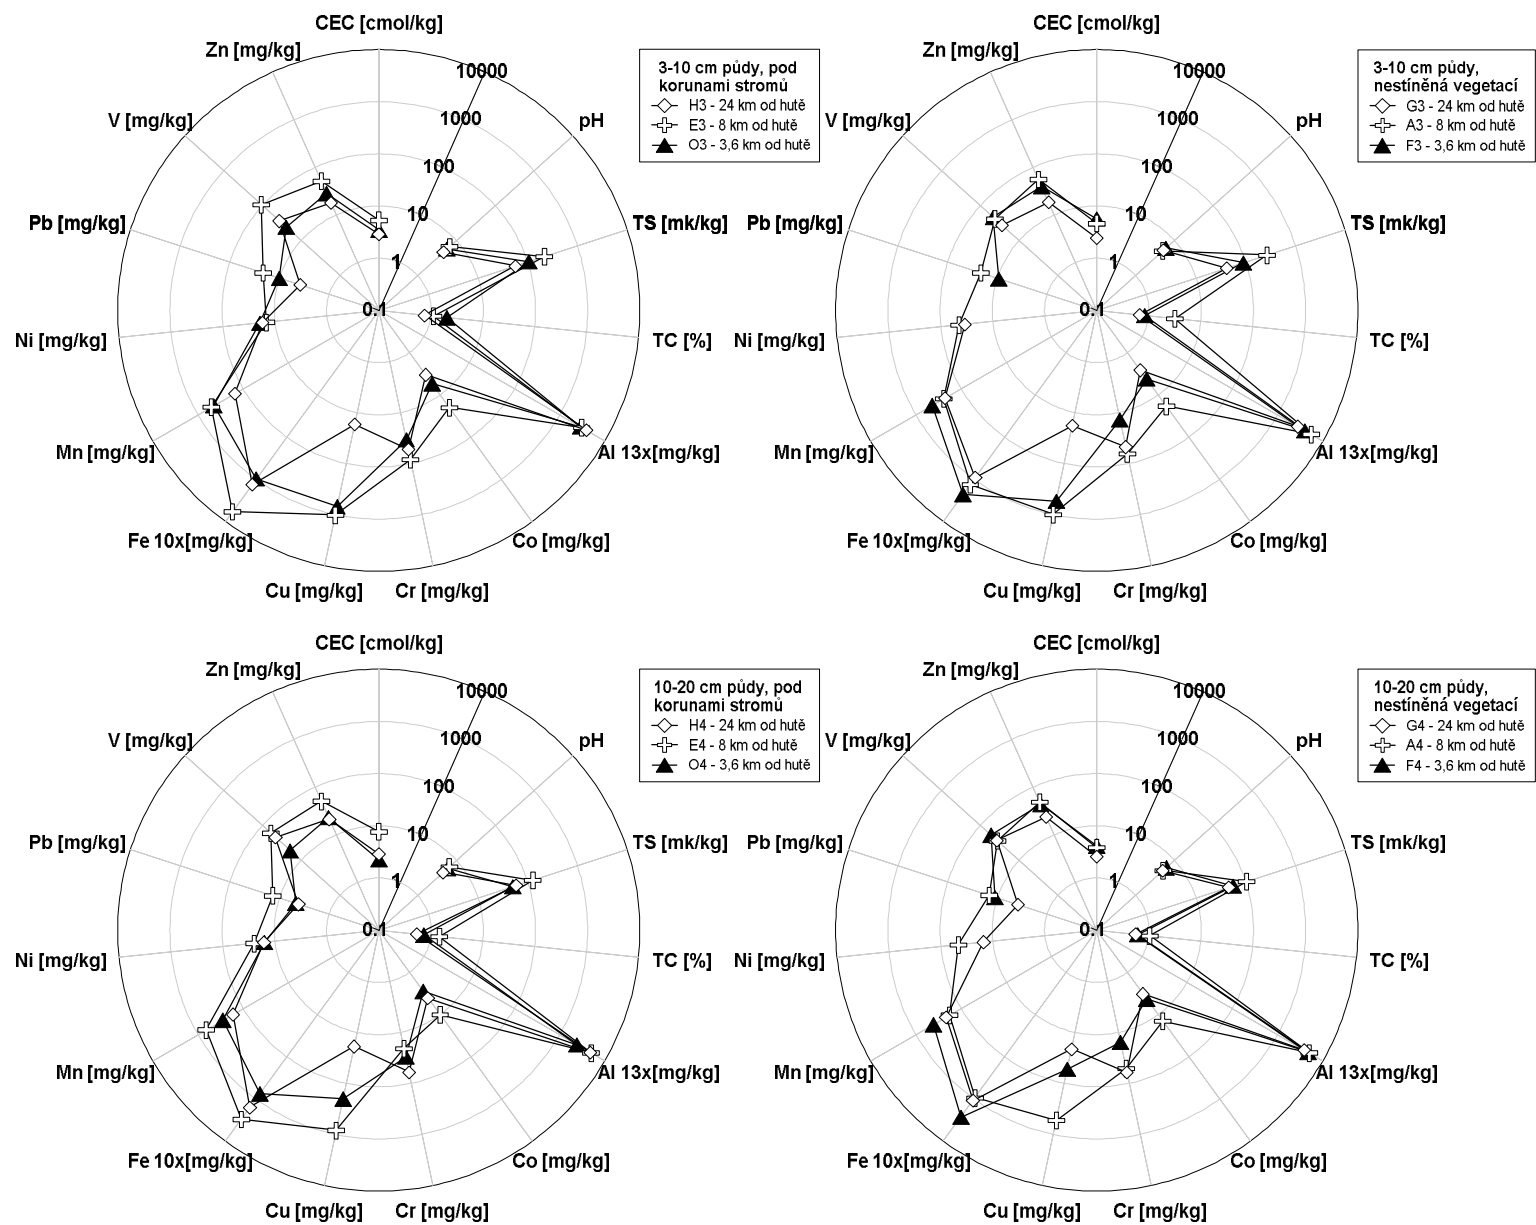 CEC [cmol/kg]
Zn [mg/kg]
10000
V [mg/kg]
1000
pH
100
Pb [mg/kg]
10
TS [mk/kg]
1
0.1
Ni [mg/kg]
TC [%]
Mn [mg/kg]
Al 13x[mg/kg]
Fe 10x[mg/kg]
Co [mg/kg]
Cu [mg/kg]
Cr [mg/kg]
3-10 cm půdy, pod
korunami stromů
H3 - 24 km od hutě
E3 - 8 km od hutě
O3 - 3,6 km od hutě
CEC [cmol/kg]
Zn [mg/kg]
10000
V [mg/kg]
1000
pH
100
Pb [mg/kg]
10
TS [mk/kg]
1
0.1
Ni [mg/kg]
TC [%]
Mn [mg/kg]
Al 13x[mg/kg]
Fe 10x[mg/kg]
Co [mg/kg]
Cu [mg/kg]
Cr [mg/kg]
3-10 cm půdy,
nestíněná vegetací
G3 - 24 km od hutě
A3 - 8 km od hutě
F3 - 3,6 km od hutě
CEC [cmol/kg]
Zn [mg/kg]
10000
V [mg/kg]
1000
pH
100
Pb [mg/kg]
10
TS [mk/kg]
1
0.1
Ni [mg/kg]
TC [%]
Mn [mg/kg]
Al 13x[mg/kg]
Fe 10x[mg/kg]
Co [mg/kg]
Cu [mg/kg]
Cr [mg/kg]
10-20 cm půdy, pod
korunami stromů
H4 - 24 km od hutě
E4 - 8 km od hutě
O4 - 3,6 km od hutě
CEC [cmol/kg]
Zn [mg/kg]
10000
V [mg/kg]
1000
pH
100
Pb [mg/kg]
10
TS [mk/kg]
1
0.1
Ni [mg/kg]
TC [%]
Mn [mg/kg]
Al 13x[mg/kg]
Fe 10x[mg/kg]
Co [mg/kg]
Cu [mg/kg]
Cr [mg/kg]
10-20 cm půdy,
nestíněná vegetací
G4 - 24 km od hutě
A4 - 8 km od hutě
F4 - 3,6 km od hutě